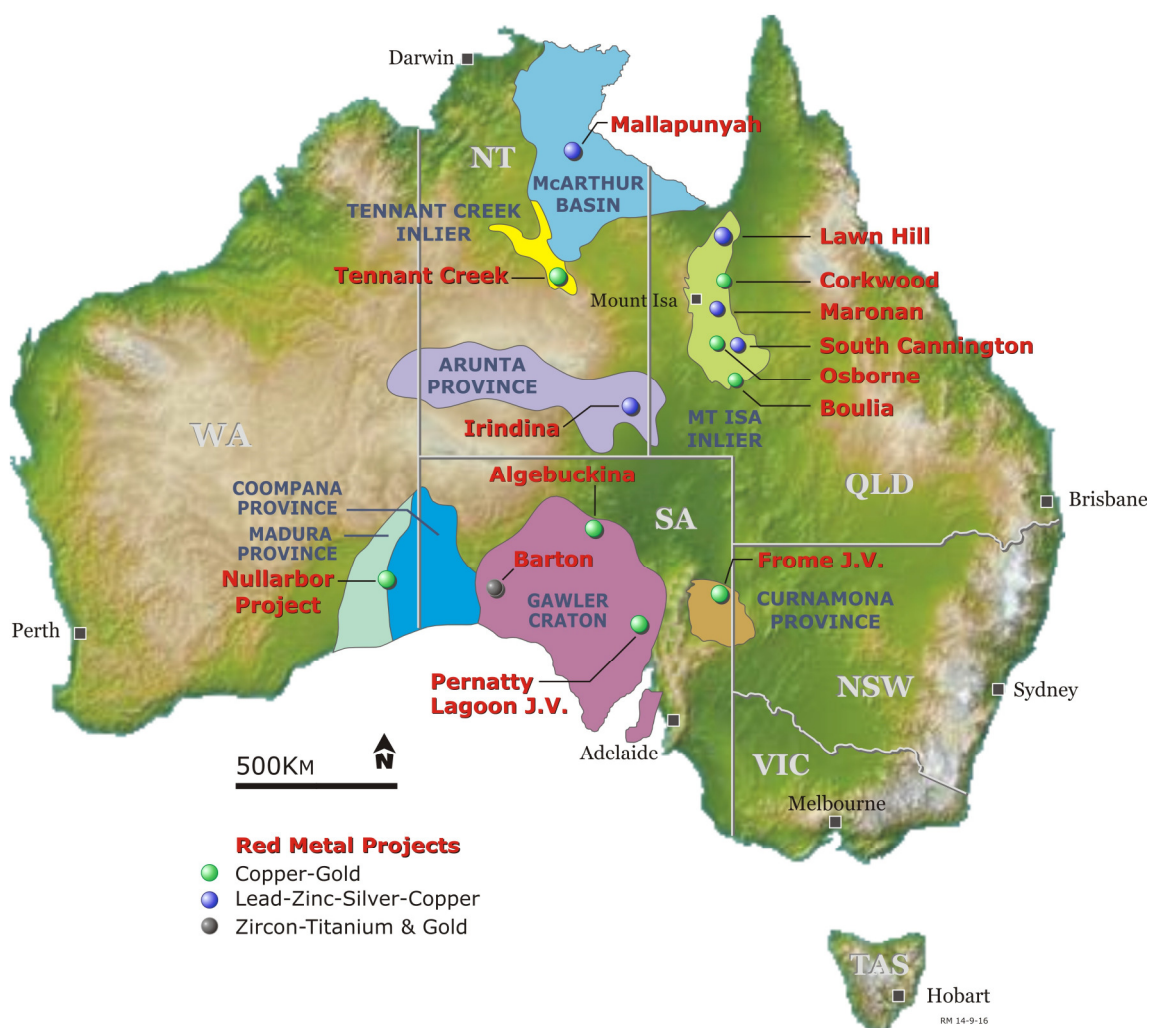 Darwin
Mallapunyah
NT
McARTHUR
BASIN
TENNANT CREEK
INLIER
Lawn Hill
Tennant Creek
Corkwood
Mount Isa
Maronan
South Cannington
ARUNTA
PROVINCE
Osborne
Boulia
Irindina
MT ISA
INLIER
WA
Algebuckina
COOMPANA
PROVINCE
QLD
Brisbane
SA
MADURA
PROVINCE
Barton
Frome J.V.
Nullarbor
Project
GAWLER
CRATON
CURNAMONA
PROVINCE
Perth
Pernatty
Lagoon J.V.
NSW
Sydney
Adelaide
VIC
500KM
N
Melbourne
Red Metal Projects
Copper-Gold
Lead-Zinc-Silver-Copper
Zircon-Titanium & Gold
TAS
Hobart
RM 14-9-16